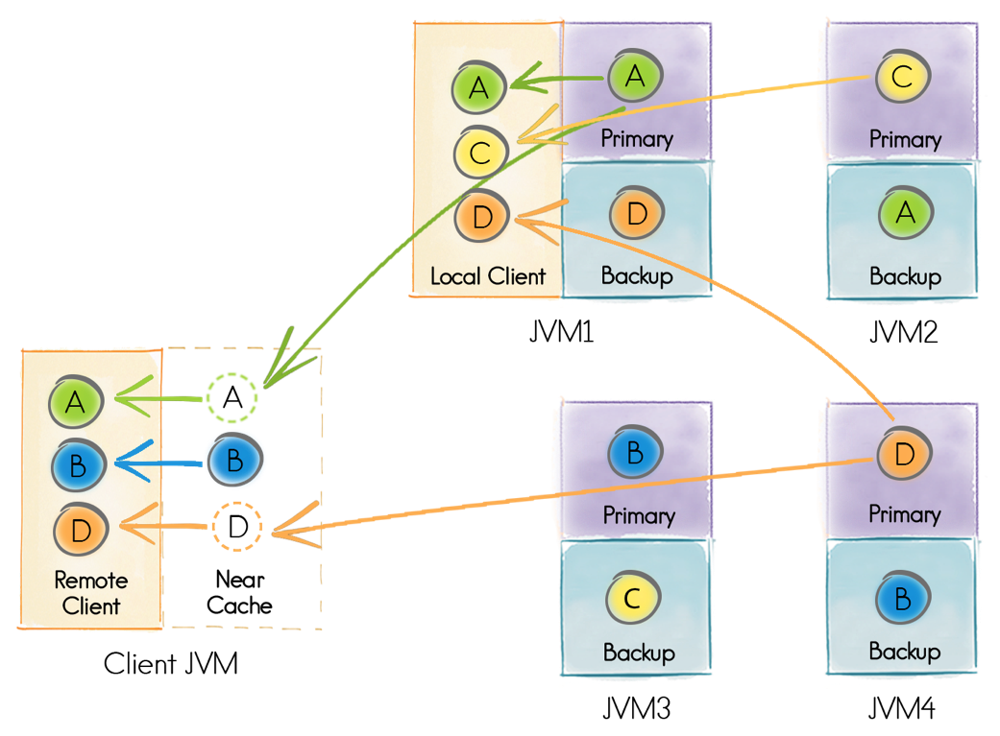 A
A
C
C
Primary
Primary
D
D
A
Local Client
Backup
Backup
JVM1
JVM2
A
A
B
B
D
D
Remote
Client
Near
Cache
Client JVM
B
D
Primary
Primary
C
B
Backup
Backup
JVM3
JVM4